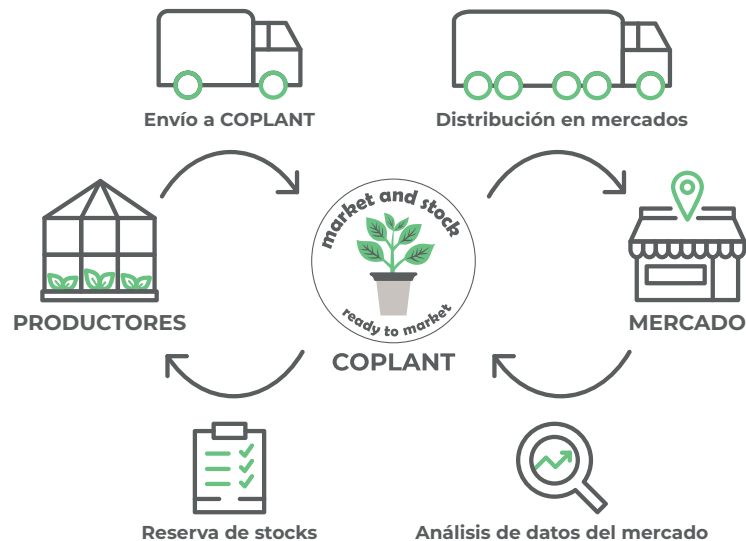 Envío a COPLANT
Distribución en mercados
market and stock
ready to market
PRODUCTORES
COPLANT
MERCADO
Reserva de stocks
Análisis de datos del mercado